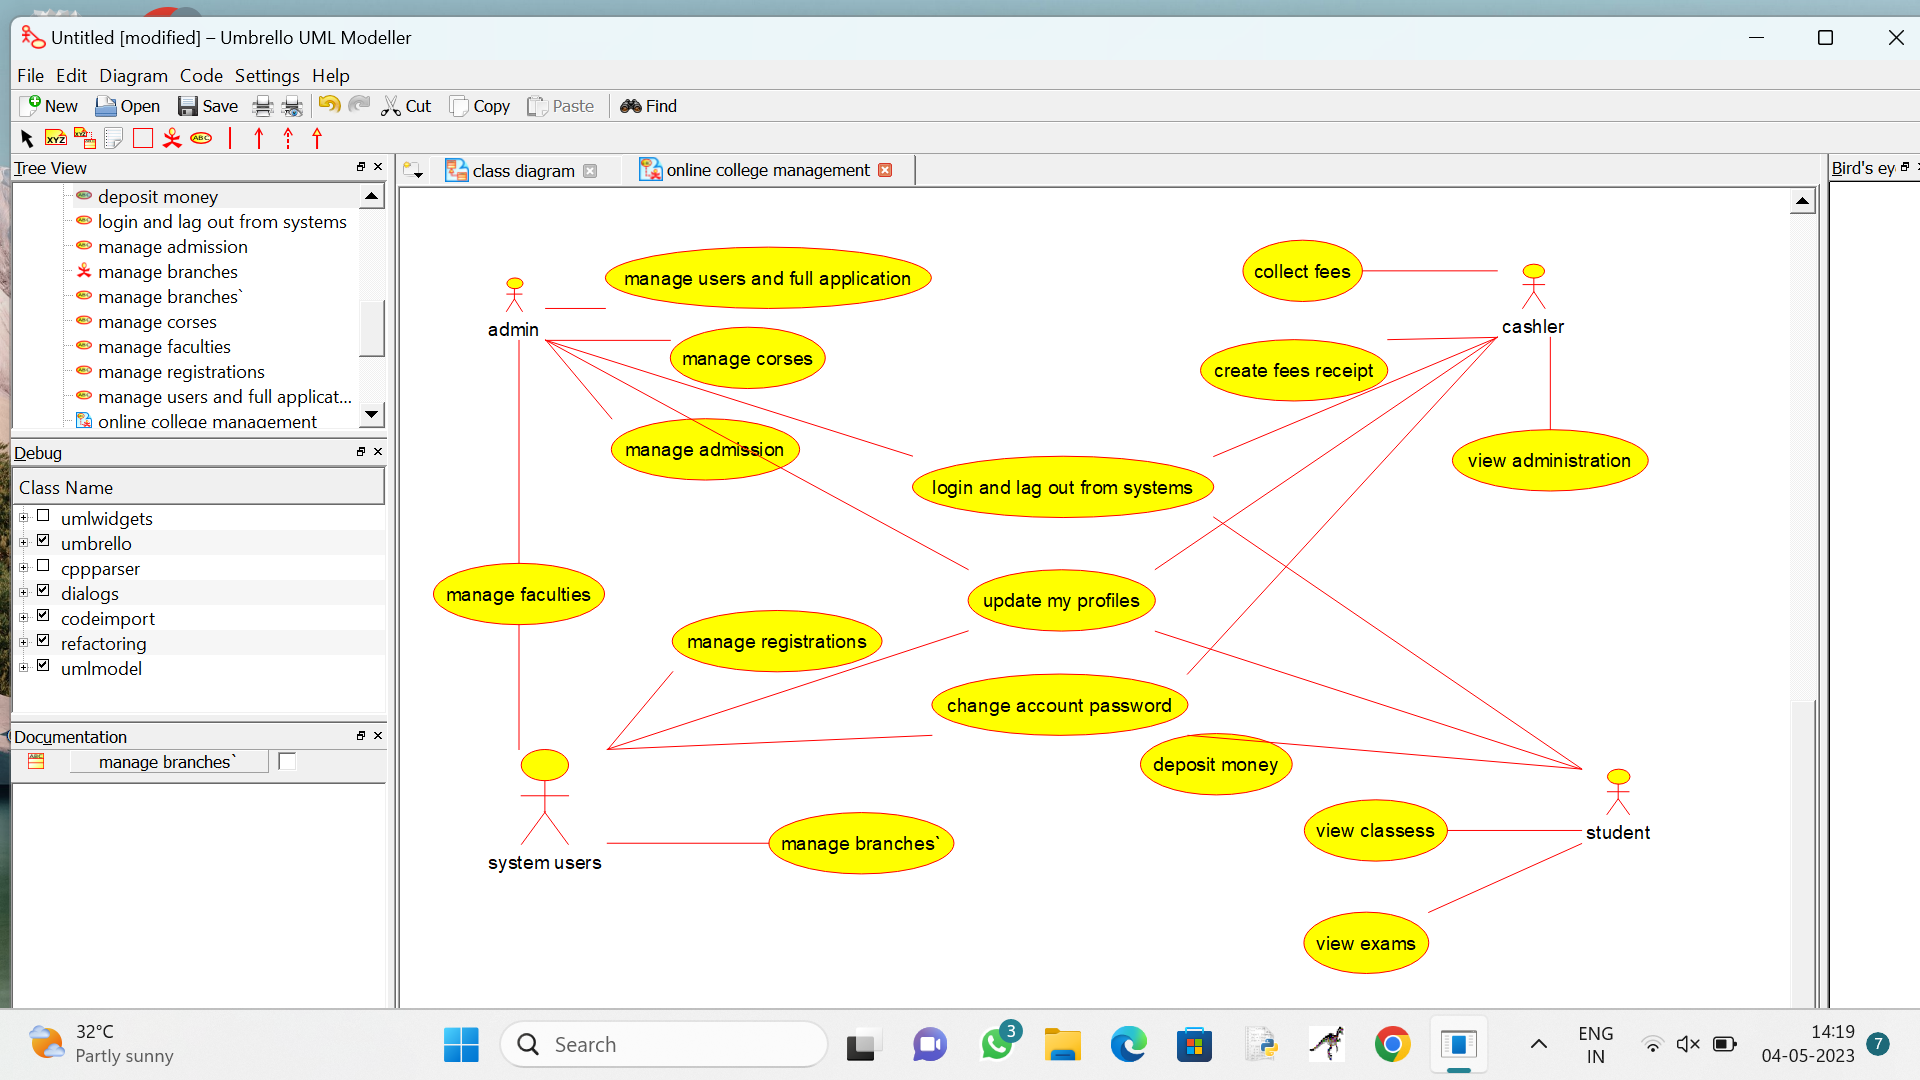 Untitled [modified] – Umbrello UML Modeller
File Edit Diagram Code Settings Help
New Open Save Cut Copy Paste Find
XYZ XYZ ABC
Tree View
class diagram
online college management
Bird's ey
deposit money
login and lag out from systems
manage admission
manage branches
manage branches`
manage corses
manage faculties
manage registrations
manage users and full applicat...
online college management
Debug
Class Name
umlwidgets
umbrello
cppparser
dialogs
codeimport
refactoring
umlmodel
Documentation
manage branches`
manage users and full application
collect fees
admin
cashler
manage corses
create fees receipt
manage admission
view administration
login and lag out from systems
manage faculties
update my profiles
manage registrations
change account password
deposit money
view classess
student
manage branches`
system users
view exams
32°C
Partly sunny
Search
3
ENG
IN
14:19
04-05-2023
7